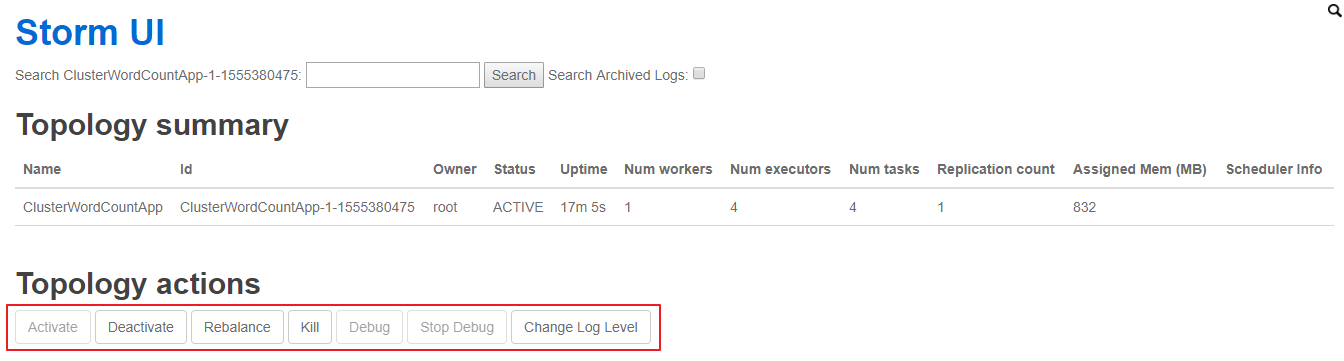 Storm UI
Search ClusterWordCountApp-1-1555380475: Search Search Archived Logs:
Topology summary
Name Id Owner Status Uptime Num workers Num executors Num tasks Replication count Assigned Mem (MB) Scheduler Info
ClusterWordCountApp ClusterWordCountApp-1-1555380475 root ACTIVE 17m 5s 1 4 4 1 832
Topology actions
Activate Deactivate Rebalance Kill Debug Stop Debug Change Log Level